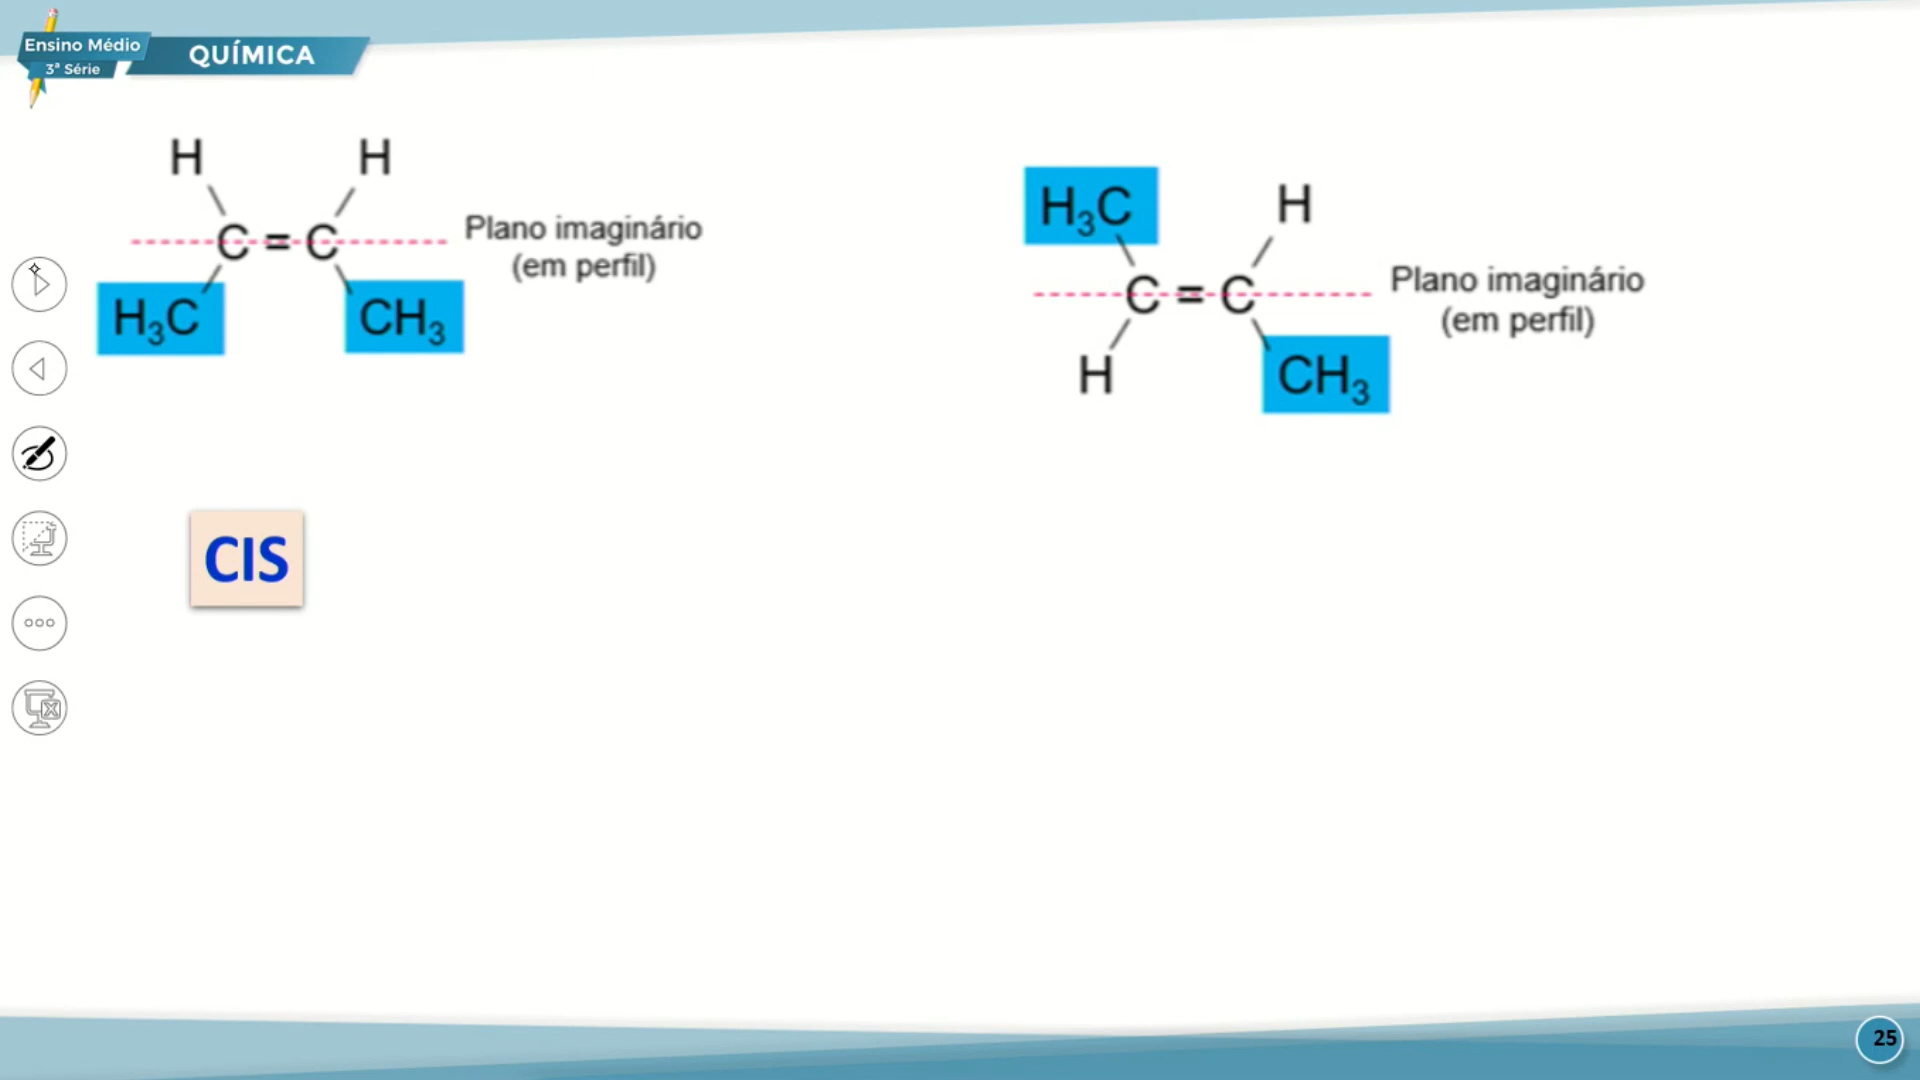 Ensino Médio
3ª Série
QUÍMICA
H H
C = C
H₃C CH₃
Plano imaginário
(em perfil)
H₃C H
C = C
H CH₃
Plano imaginário
(em perfil)
CIS
25